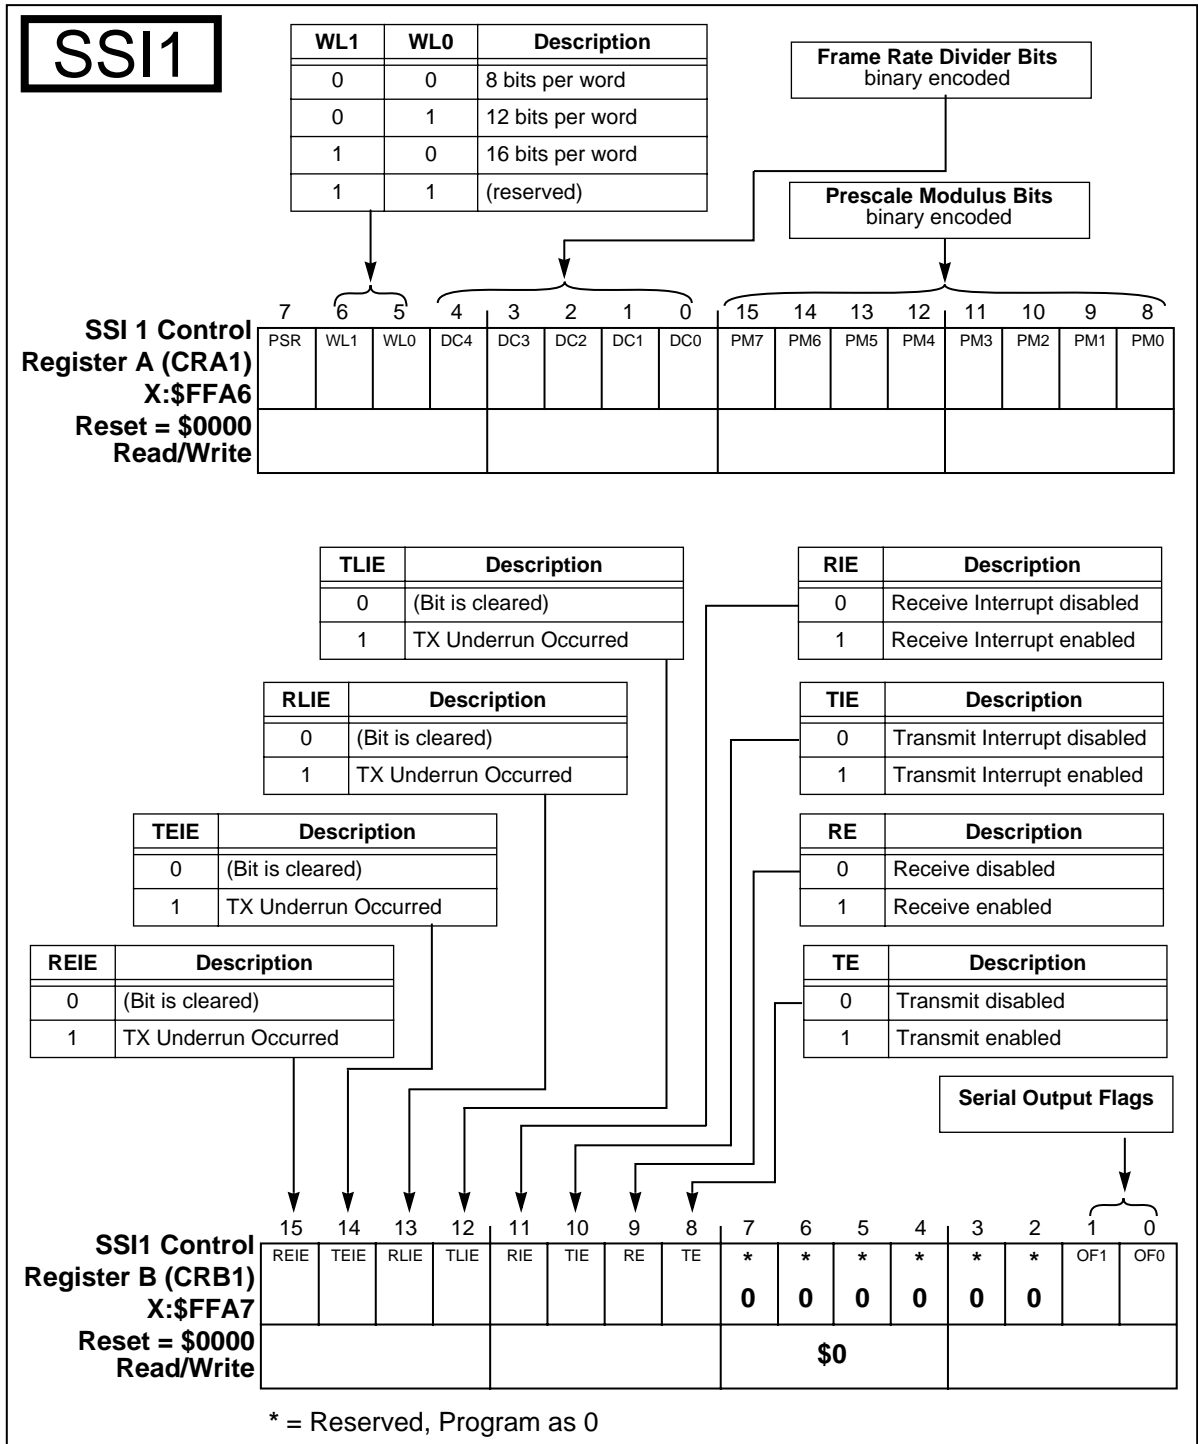 SSI1
WL1 WL0 Description
0 0 8 bits per word
0 1 12 bits per word
1 0 16 bits per word
1 1 (reserved)
Frame Rate Divider Bits
binary encoded
Prescale Modulus Bits
binary encoded
7 6 5 4 3 2 1 0 15 14 13 12 11 10 9 8
SSI 1 Control
Register A (CRA1)
X:$FFA6
Reset = $0000
Read/Write
PSR WL1 WL0 DC4 DC3 DC2 DC1 DC0 PM7 PM6 PM5 PM4 PM3 PM2 PM1 PM0
TLIE Description
0 (Bit is cleared)
1 TX Underrun Occurred
RIE Description
0 Receive Interrupt disabled
1 Receive Interrupt enabled
RLIE Description
0 (Bit is cleared)
1 TX Underrun Occurred
TIE Description
0 Transmit Interrupt disabled
1 Transmit Interrupt enabled
TEIE Description
0 (Bit is cleared)
1 TX Underrun Occurred
RE Description
0 Receive disabled
1 Receive enabled
REIE Description
0 (Bit is cleared)
1 TX Underrun Occurred
TE Description
0 Transmit disabled
1 Transmit enabled
Serial Output Flags
15 14 13 12 11 10 9 8 7 6 5 4 3 2 1 0
SSI1 Control
Register B (CRB1)
X:$FFA7
Reset = $0000
Read/Write
REIE TEIE RLIE TLIE RIE TIE RE TE * * * * * * OF1 OF0
0 0 0 0 0 0
$0
* = Reserved, Program as 0